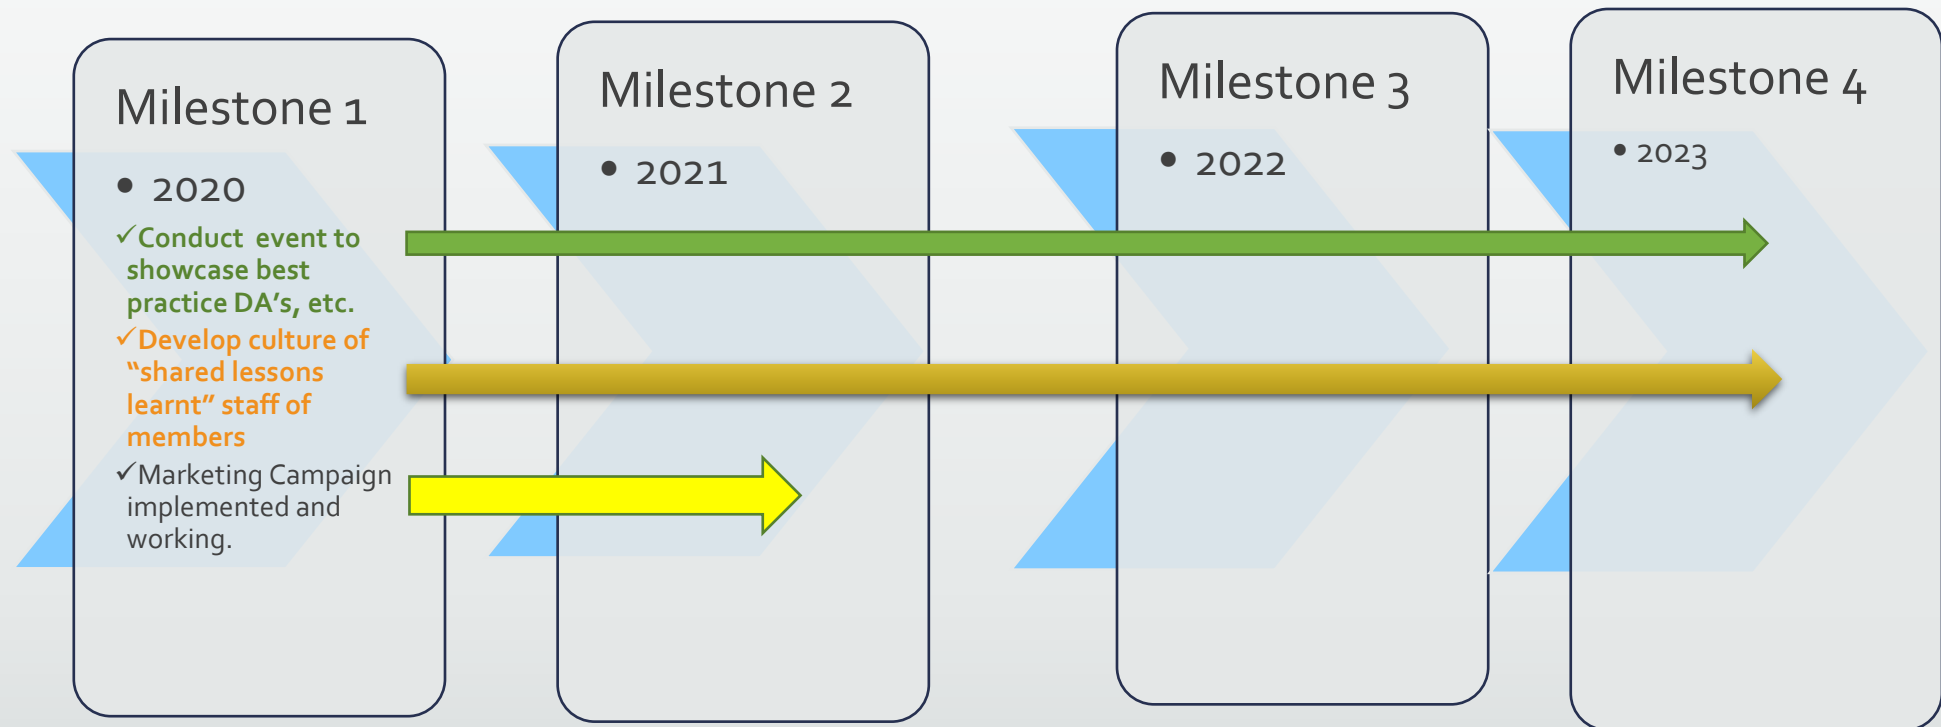 Milestone 1
• 2020
✓Conduct event to
showcase best
practice DA's, etc.
✓Develop culture of
“shared lessons
learnt” staff of
members
✓Marketing Campaign
implemented and
working.
Milestone 2
• 2021
Milestone 3
• 2022
Milestone 4
• 2023